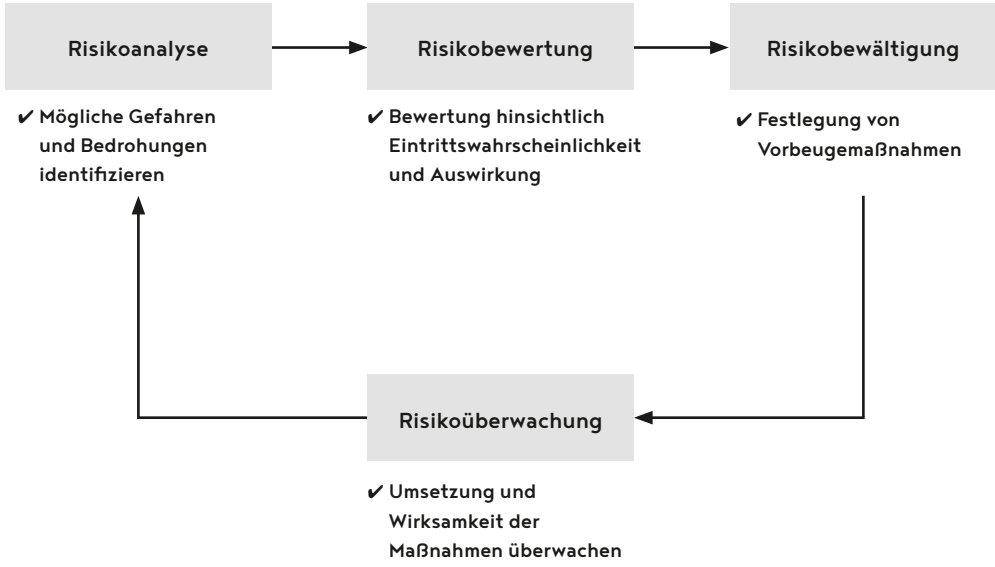 Risikoanalyse
✔ Mögliche Gefahren
und Bedrohungen
identifizieren
Risikobewertung
✔ Bewertung hinsichtlich
Eintrittswahrscheinlichkeit
und Auswirkung
Risikobewältigung
✔ Festlegung von
Vorbeugemaßnahmen
Risikoüberwachung
✔ Umsetzung und
Wirksamkeit der
Maßnahmen überwachen